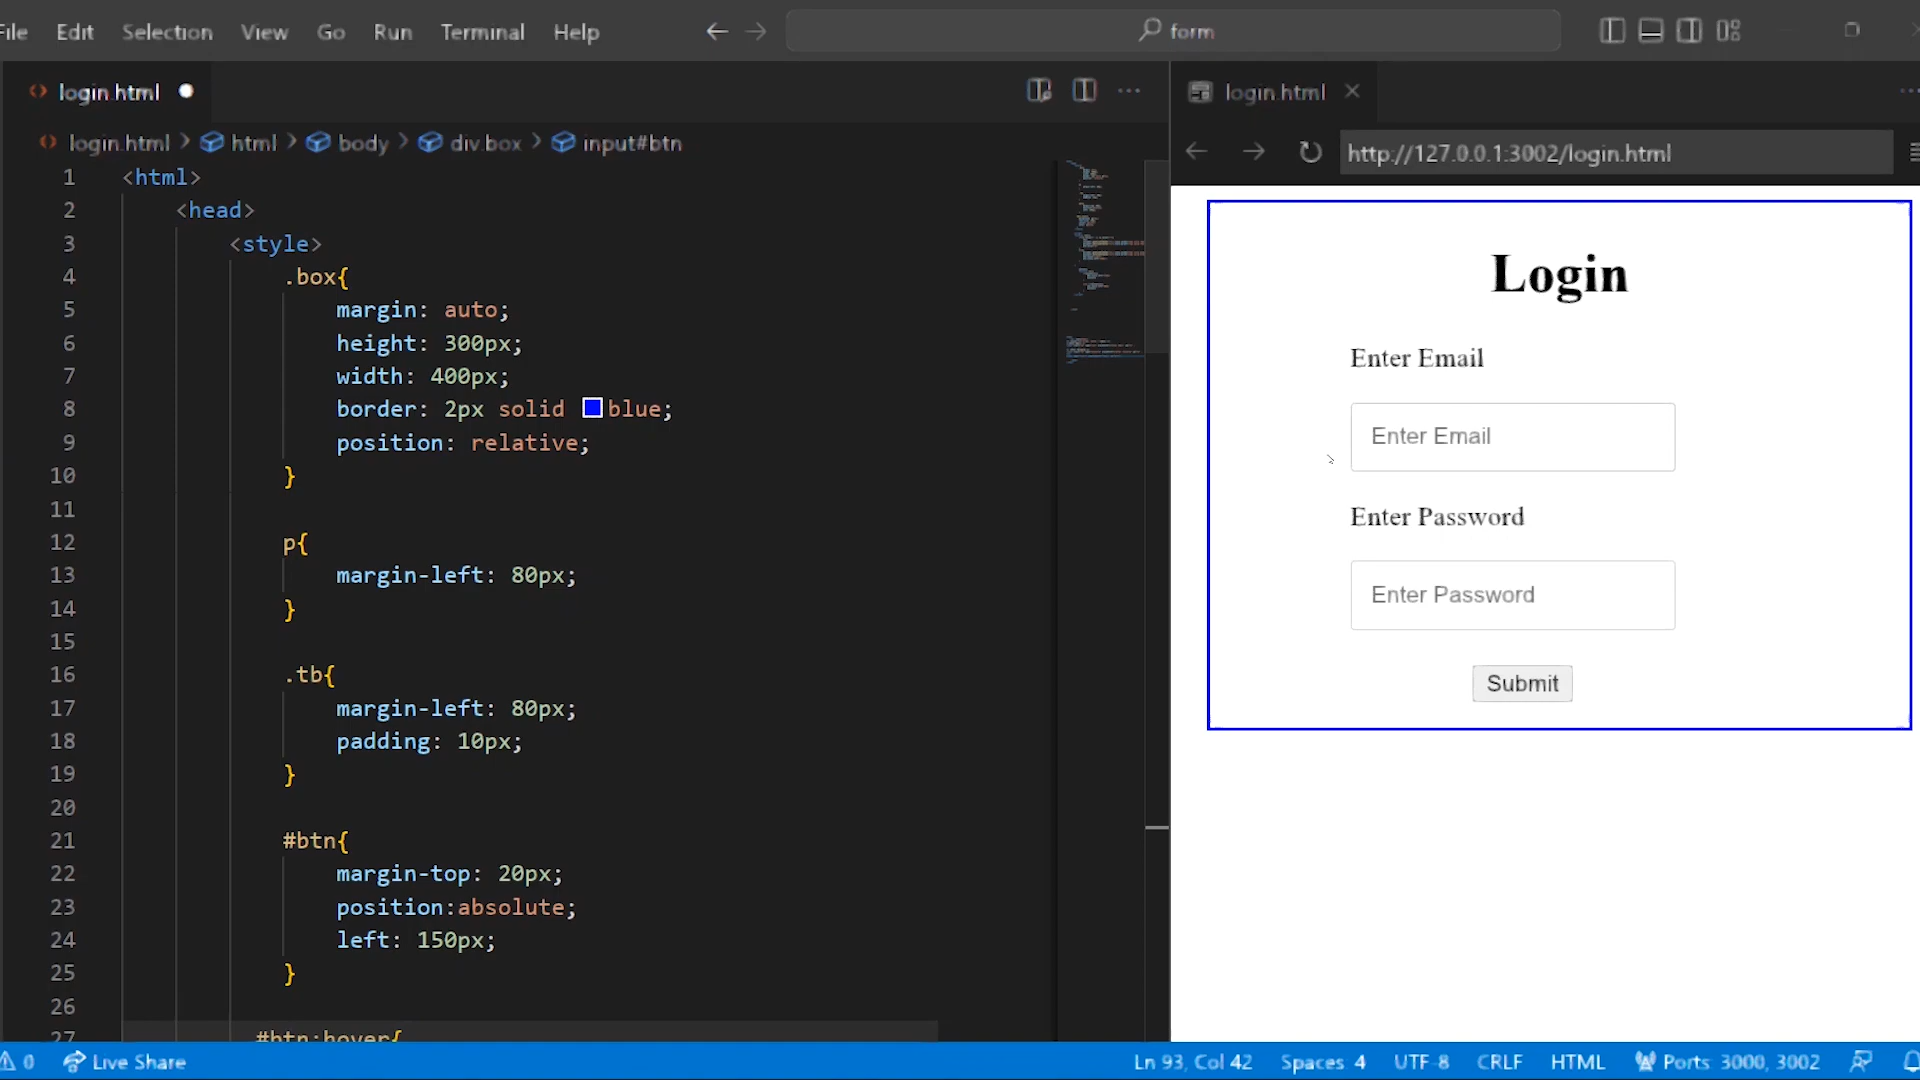 File Edit Selection View Go Run Terminal Help
form
login.html
login.html
login.html > html > body > div.box > input#btn
http://127.0.0.1:3002/login.html
1 <html>
2 <head>
3 <style>
4 .box{
5 margin: auto;
6 height: 300px;
7 width: 400px;
8 border: 2px solid blue;
9 position: relative;
10 }
11
12 p{
13 margin-left: 80px;
14 }
15
16 .tb{
17 margin-left: 80px;
18 padding: 10px;
19 }
20
21 #btn{
22 margin-top: 20px;
23 position:absolute;
24 left: 150px;
25 }
26
27 #btn:hover{
Login
Enter Email
Enter Email
Enter Password
Enter Password
Submit
0 Live Share
Ln 93, Col 42 Spaces 4 UTF-8 CRLF HTML Ports: 3000, 3002